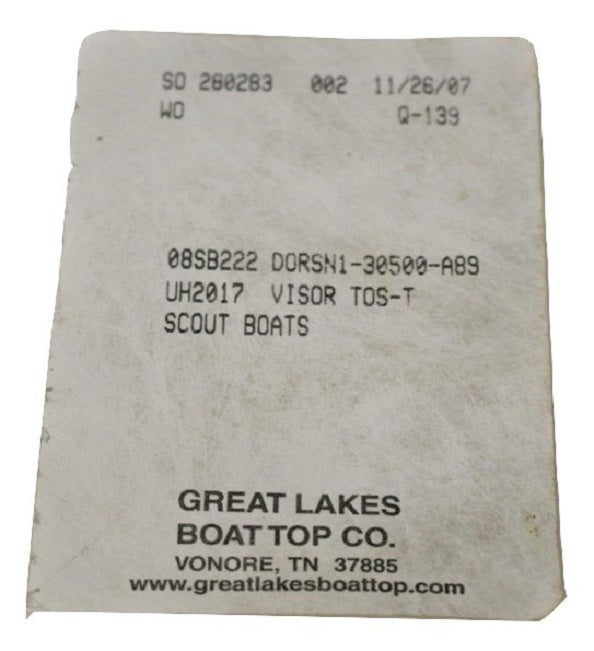 SO 280283 002 11/26/07
WO Q-139
08SB222 DORSN1-30500-A89
UH2017 VISOR TOS-T
SCOUT BOATS
GREAT LAKES
BOAT TOP CO.
VONORE, TN 37885
www.greatlakesboattop.com